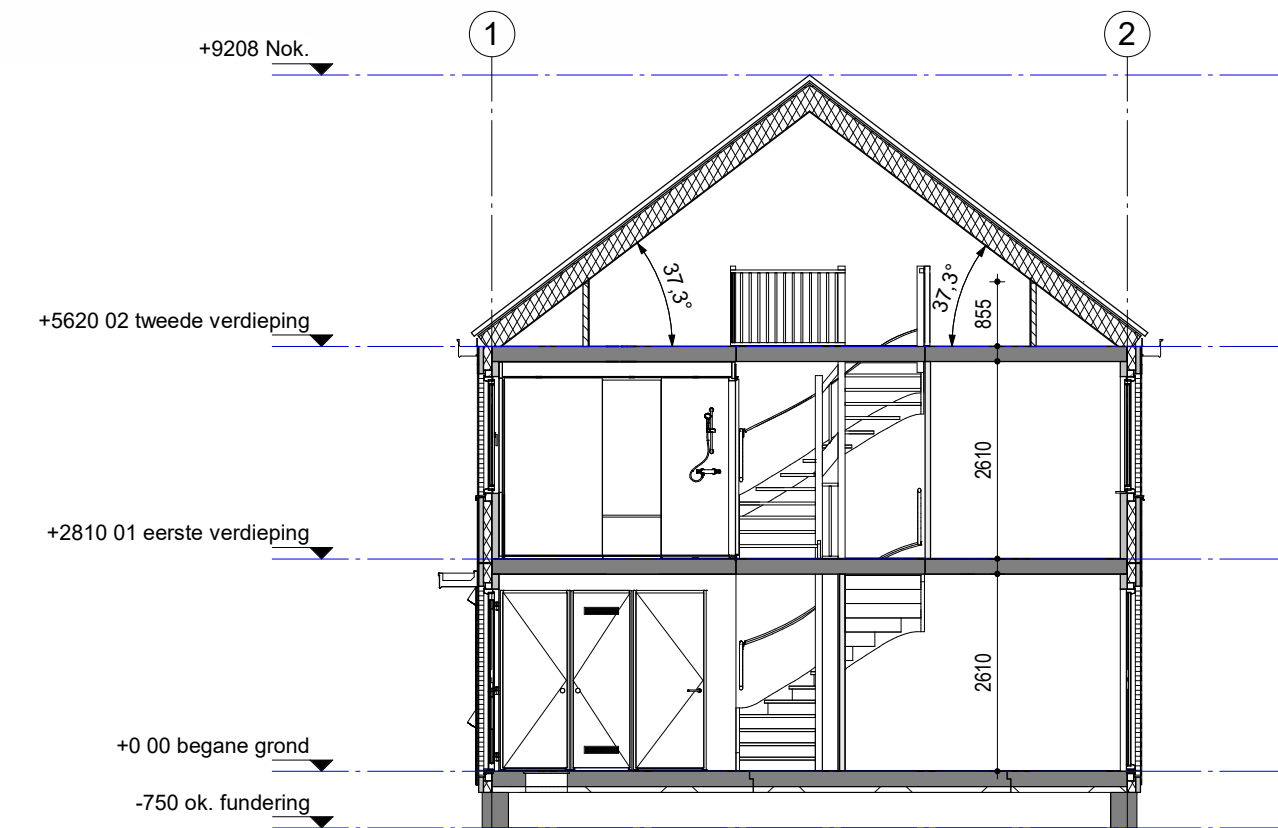 1
2
+9208 Nok.
37,3°
37,3°
855
+5620 02 tweede verdieping
2610
+2810 01 eerste verdieping
2610
+0 00 begane grond
-750 ok. fundering